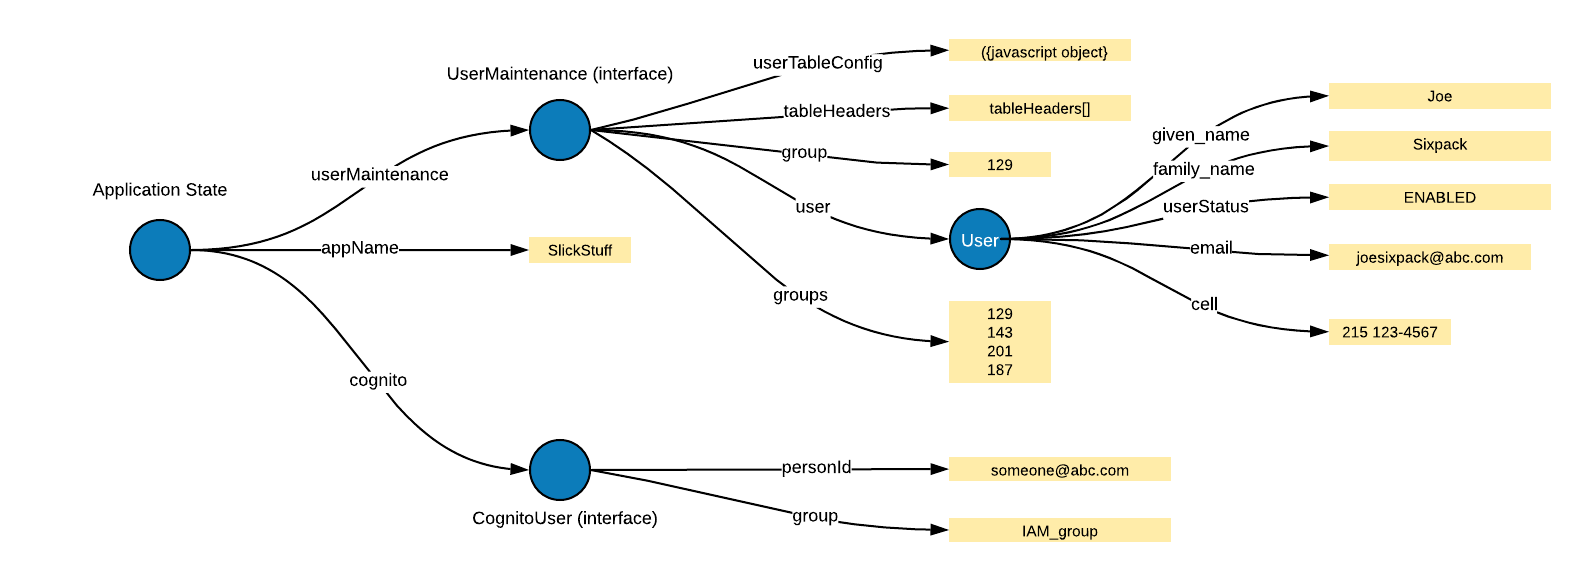 UserMaintenance (interface)
Application State
userMaintenance
appName
SlickStuff
cognito
userTableConfig
({javascript object}
tableHeaders
tableHeaders[]
group
129
user
User
groups
129
143
201
187
given_name
Joe
family_name
Sixpack
userStatus
ENABLED
email
joesixpack@abc.com
cell
215 123-4567
CognitoUser (interface)
personId
someone@abc.com
group
IAM_group